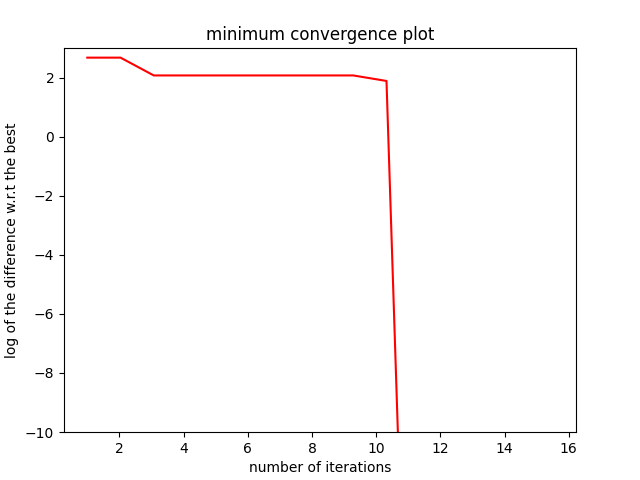 minimum convergence plot
log of the difference w.r.t the best
2
0
−2
−4
−6
−8
−10
2 4 6 8 10 12 14 16
number of iterations